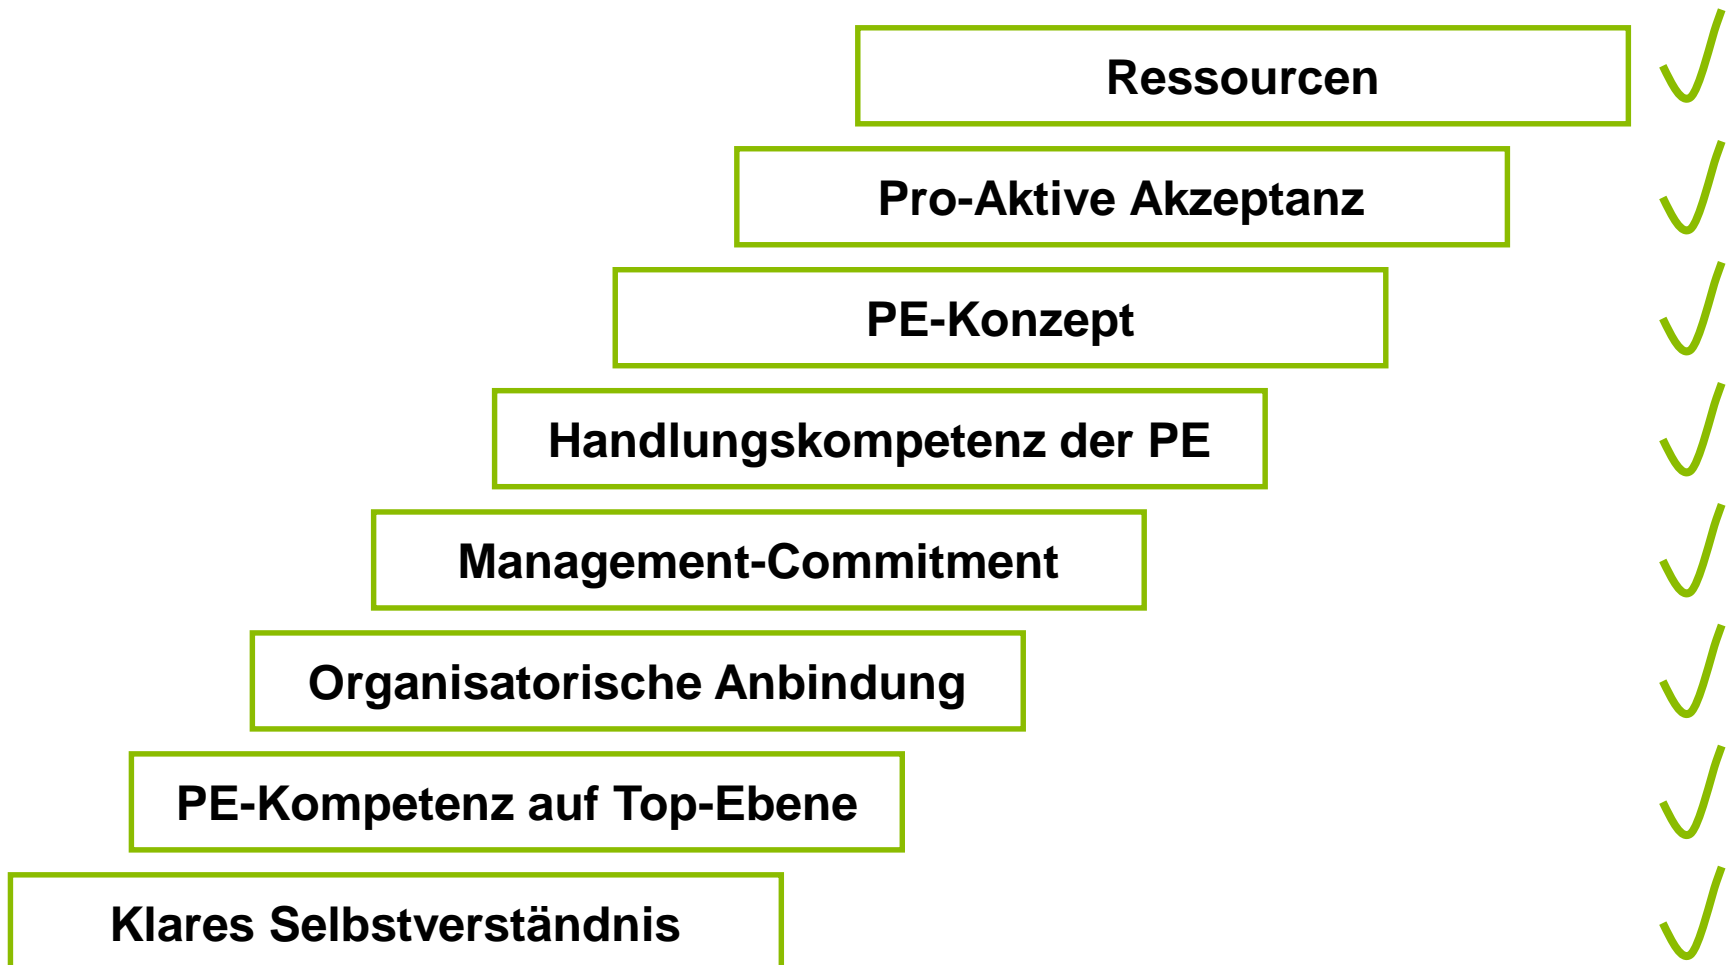 Ressourcen
Pro-Aktive Akzeptanz
PE-Konzept
Handlungskompetenz der PE
Management-Commitment
Organisatorische Anbindung
PE-Kompetenz auf Top-Ebene
Klares Selbstverständnis